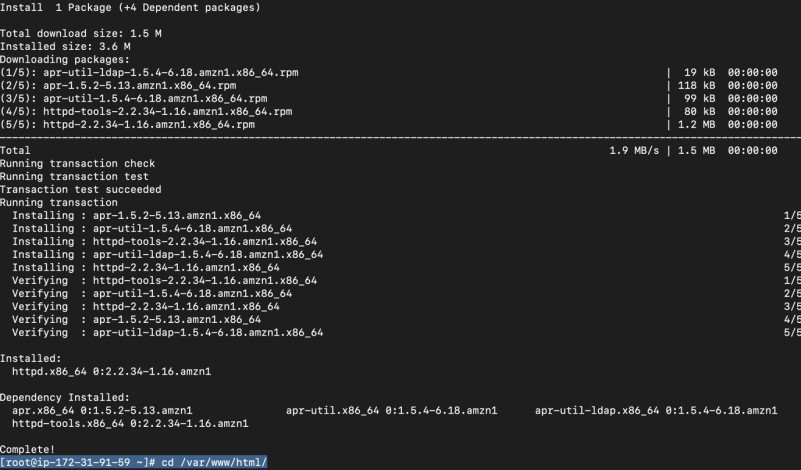 Install  1 Package (+4 Dependent packages)
Total download size: 1.5 M
Installed size: 3.6 M
Downloading packages:
(1/5): apr-util-ldap-1.5.4-6.18.amzn1.x86_64.rpm | 19 kB 00:00:00
(2/5): apr-1.5.2-5.13.amzn1.x86_64.rpm | 118 kB 00:00:00
(3/5): apr-util-1.5.4-6.18.amzn1.x86_64.rpm | 99 kB 00:00:00
(4/5): httpd-tools-2.2.34-1.16.amzn1.x86_64.rpm | 80 kB 00:00:00
(5/5): httpd-2.2.34-1.16.amzn1.x86_64.rpm | 1.2 MB 00:00:00
Total 1.9 MB/s | 1.5 MB 00:00:00
Running transaction check
Running transaction test
Transaction test succeeded
Running transaction
Installing : apr-1.5.2-5.13.amzn1.x86_64 1/5
Installing : apr-util-1.5.4-6.18.amzn1.x86_64 2/5
Installing : httpd-tools-2.2.34-1.16.amzn1.x86_64 3/5
Installing : apr-util-ldap-1.5.4-6.18.amzn1.x86_64 4/5
Installing : httpd-2.2.34-1.16.amzn1.x86_64 5/5
Verifying : httpd-tools-2.2.34-1.16.amzn1.x86_64 1/5
Verifying : apr-util-1.5.4-6.18.amzn1.x86_64 2/5
Verifying : httpd-2.2.34-1.16.amzn1.x86_64 3/5
Verifying : apr-1.5.2-5.13.amzn1.x86_64 4/5
Verifying : apr-util-ldap-1.5.4-6.18.amzn1.x86_64 5/5
Installed:
httpd.x86_64 0:2.2.34-1.16.amzn1
Dependency Installed:
apr.x86_64 0:1.5.2-5.13.amzn1 apr-util.x86_64 0:1.5.4-6.18.amzn1 apr-util-ldap.x86_64 0:1.5.4-6.18.amzn1
httpd-tools.x86_64 0:2.2.34-1.16.amzn1
Complete!
[root@ip-172-31-91-59 ~]# cd /var/www/html/